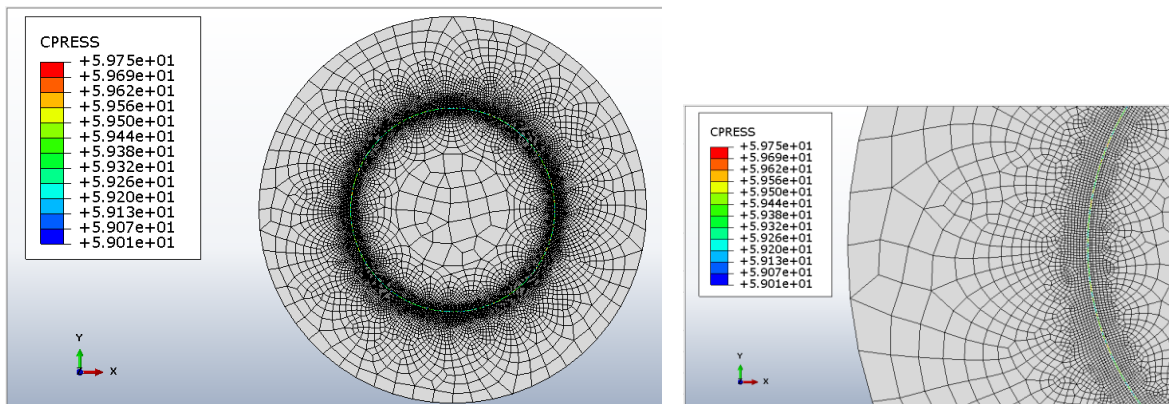 CPRESS
+5.975e+01
+5.969e+01
+5.962e+01
+5.956e+01
+5.950e+01
+5.944e+01
+5.938e+01
+5.932e+01
+5.926e+01
+5.920e+01
+5.913e+01
+5.907e+01
+5.901e+01
Y
Z
X
CPRESS
+5.975e+01
+5.969e+01
+5.962e+01
+5.956e+01
+5.950e+01
+5.944e+01
+5.938e+01
+5.932e+01
+5.926e+01
+5.920e+01
+5.913e+01
+5.907e+01
+5.901e+01
Y
Z
X